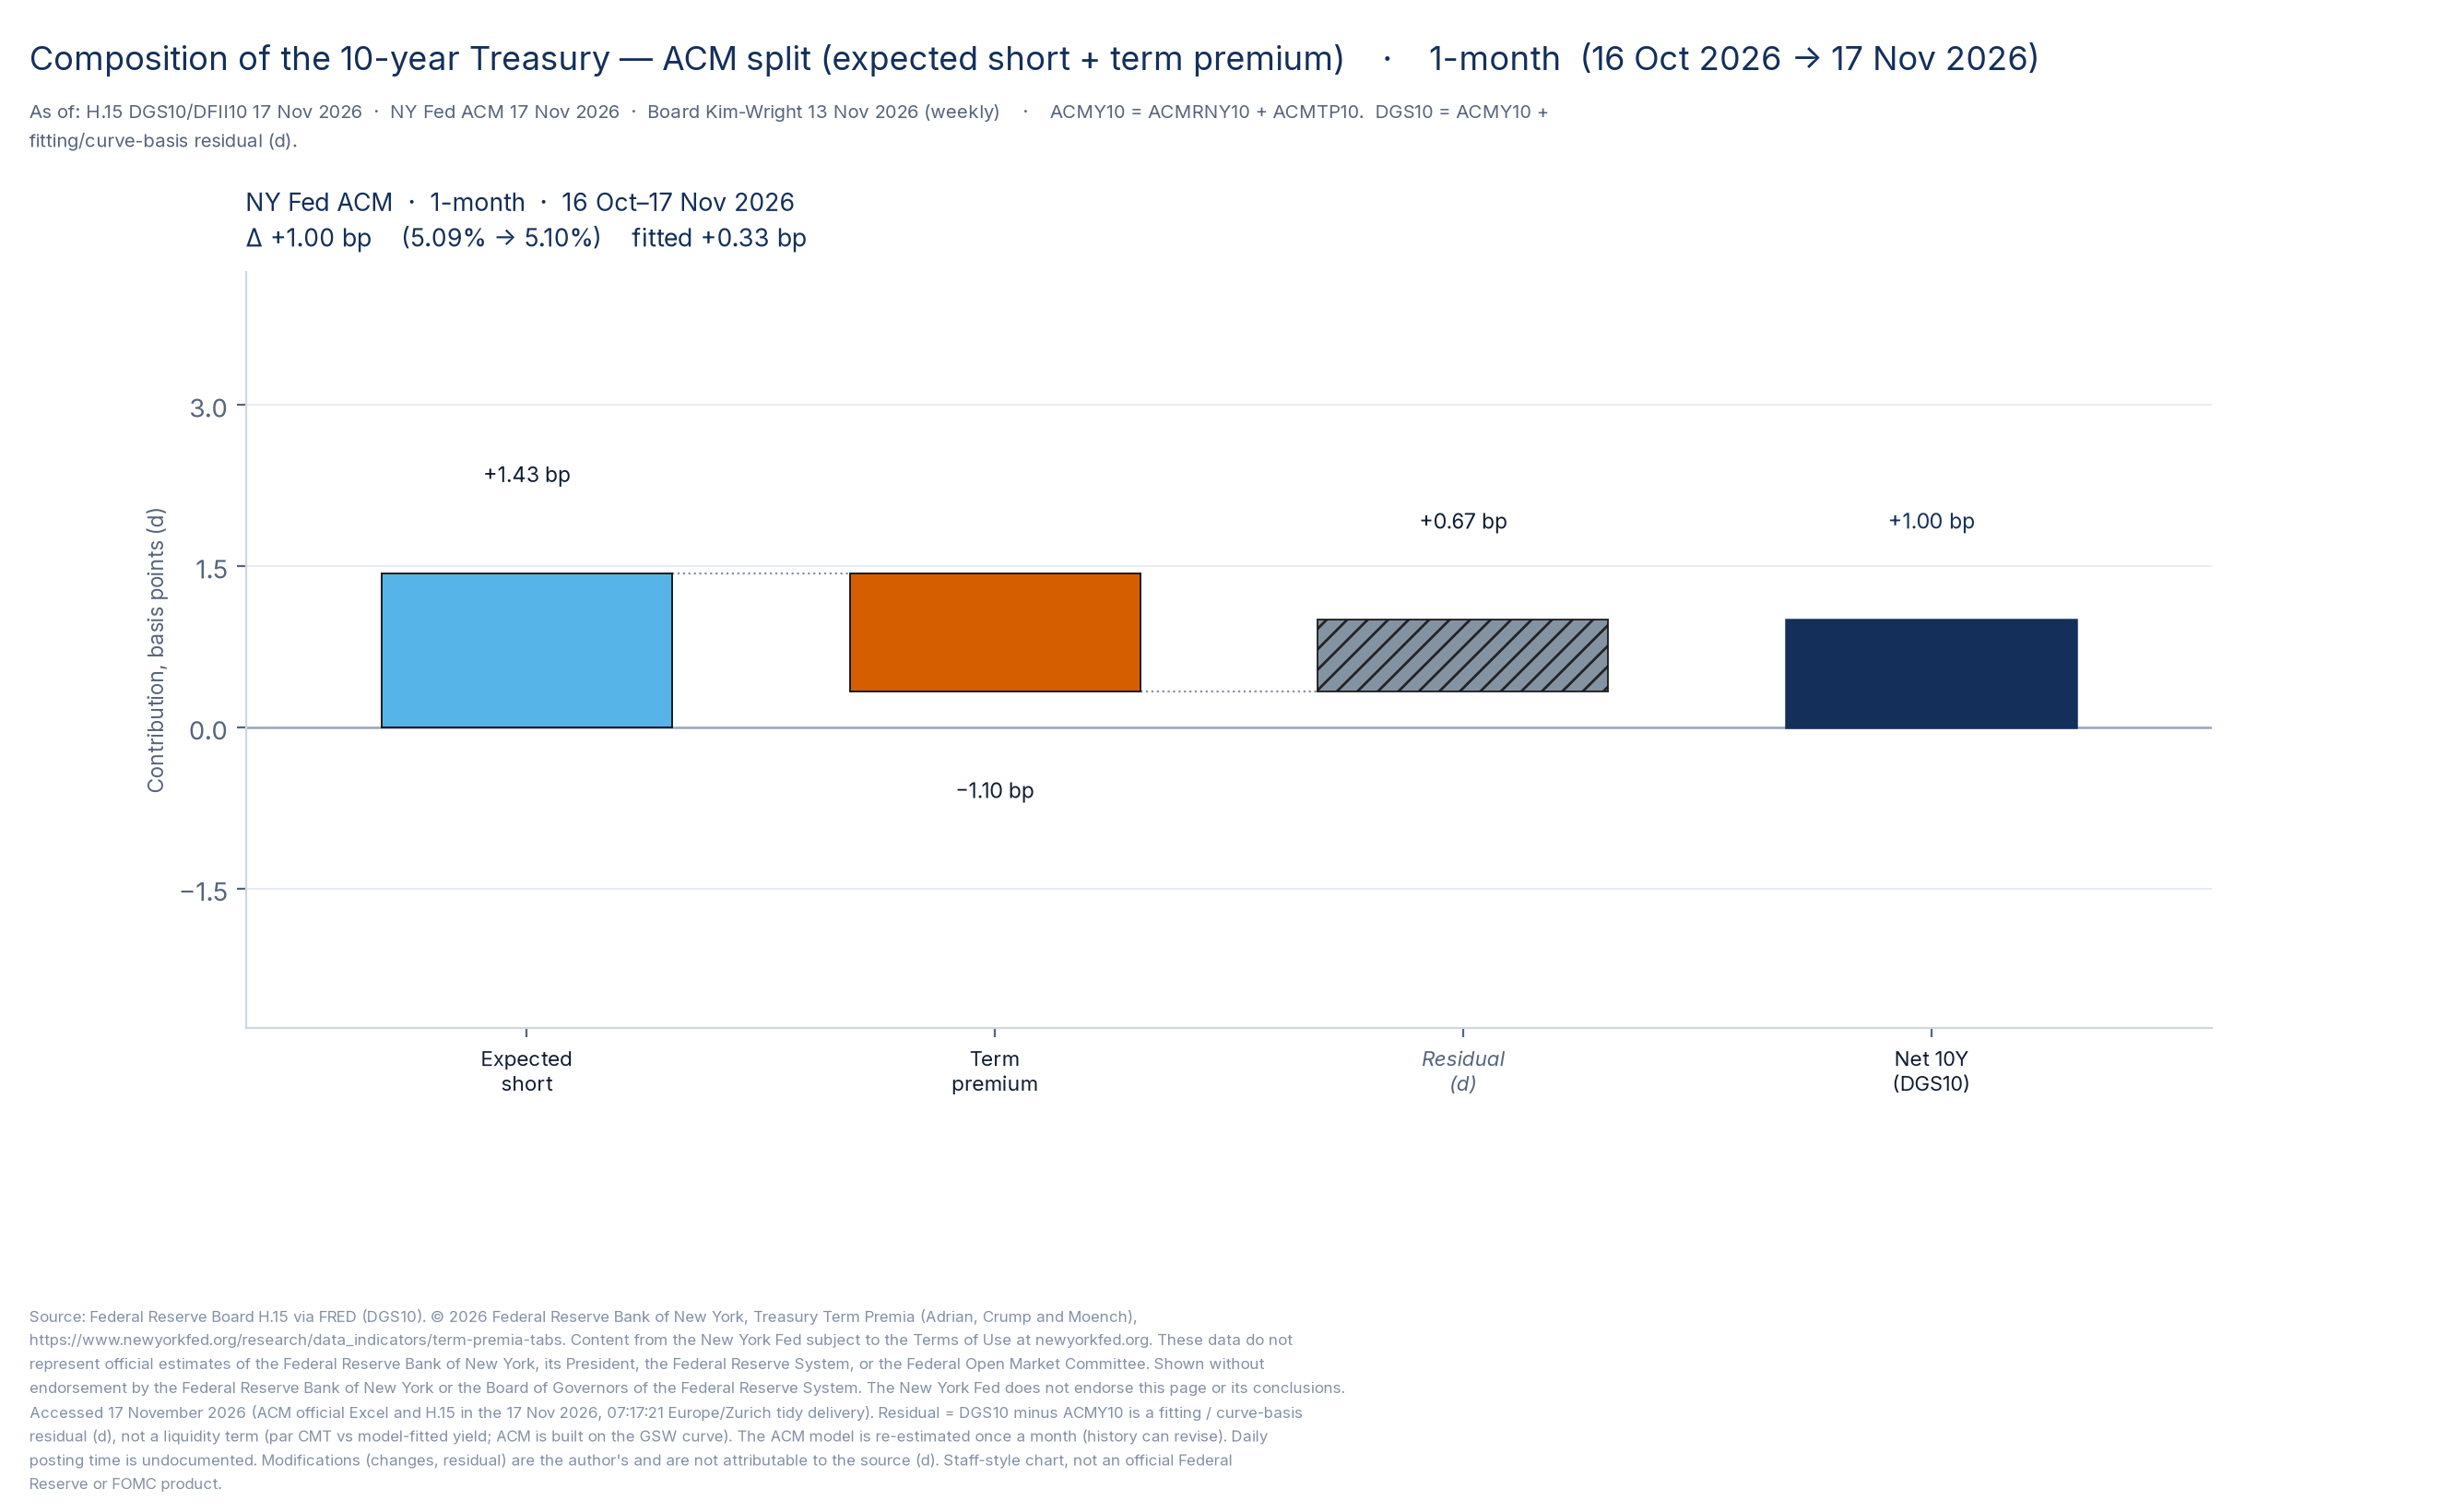 Composition of the 10-year Treasury — ACM split (expected short + term premium) · 1-month (16 Oct 2026 → 17 Nov 2026)
As of: H.15 DGS10/DFII10 17 Nov 2026 · NY Fed ACM 17 Nov 2026 · Board Kim-Wright 13 Nov 2026 (weekly) · ACMY10 = ACMRNY10 + ACMTP10. DGS10 = ACMY10 +
fitting/curve-basis residual (d).
NY Fed ACM · 1-month · 16 Oct–17 Nov 2026
Δ +1.00 bp (5.09% → 5.10%) fitted +0.33 bp
Contribution, basis points (d)
3.0
1.5
0.0
−1.5
+1.43 bp
−1.10 bp
+0.67 bp
+1.00 bp
Expected
short
Term
premium
Residual
(d)
Net 10Y
(DGS10)
Source: Federal Reserve Board H.15 via FRED (DGS10). © 2026 Federal Reserve Bank of New York, Treasury Term Premia (Adrian, Crump and Moench),
https://www.newyorkfed.org/research/data_indicators/term-premia-tabs. Content from the New York Fed subject to the Terms of Use at newyorkfed.org. These data do not
represent official estimates of the Federal Reserve Bank of New York, its President, the Federal Reserve System, or the Federal Open Market Committee. Shown without
endorsement by the Federal Reserve Bank of New York or the Board of Governors of the Federal Reserve System. The New York Fed does not endorse this page or its conclusions.
Accessed 17 November 2026 (ACM official Excel and H.15 in the 17 Nov 2026, 07:17:21 Europe/Zurich tidy delivery). Residual = DGS10 minus ACMY10 is a fitting / curve-basis
residual (d), not a liquidity term (par CMT vs model-fitted yield; ACM is built on the GSW curve). The ACM model is re-estimated once a month (history can revise). Daily
posting time is undocumented. Modifications (changes, residual) are the author's and are not attributable to the source (d). Staff-style chart, not an official Federal
Reserve or FOMC product.